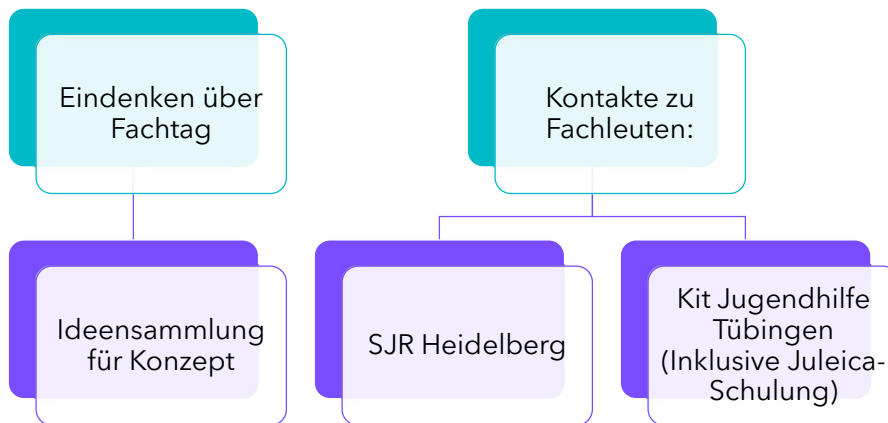 Eindenken über
Fachtag
Kontakte zu
Fachleuten:
Ideensammlung
für Konzept
SJR Heidelberg
Kit Jugendhilfe
Tübingen
(Inklusive Juleica-
Schulung)